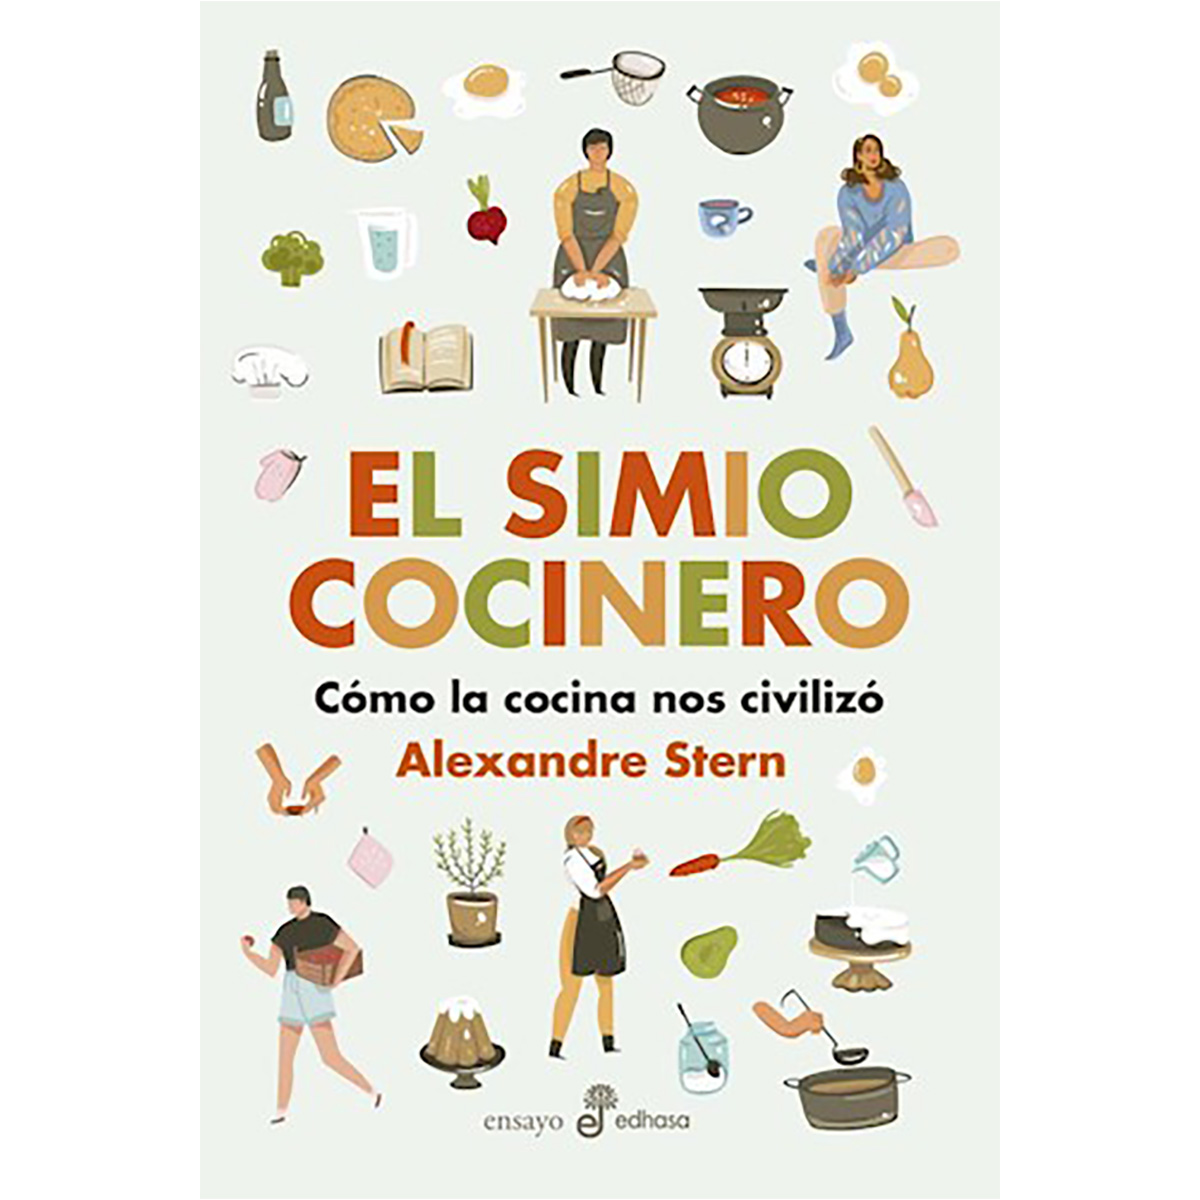 EL SIMIO
COCINERO
Cómo la cocina nos civilizó
Alexandre Stern
ensayo edhasa